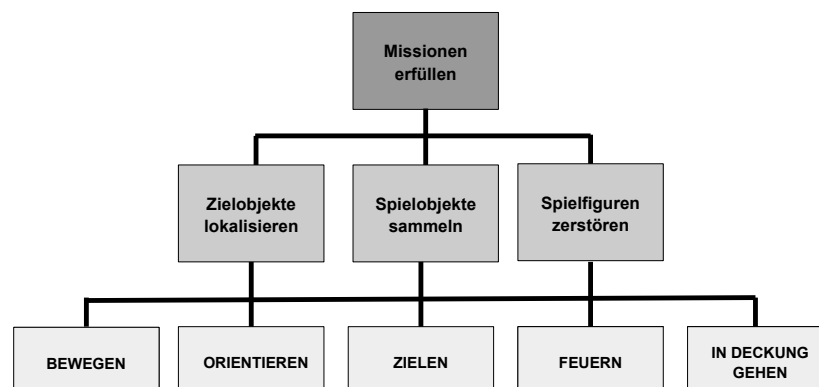 Missionen
erfüllen
Zielobjekte
lokalisieren
Spielobjekte
sammeln
Spielfiguren
zerstören
BEWEGEN
ORIENTIEREN
ZIELEN
FEUERN
IN DECKUNG
GEHEN